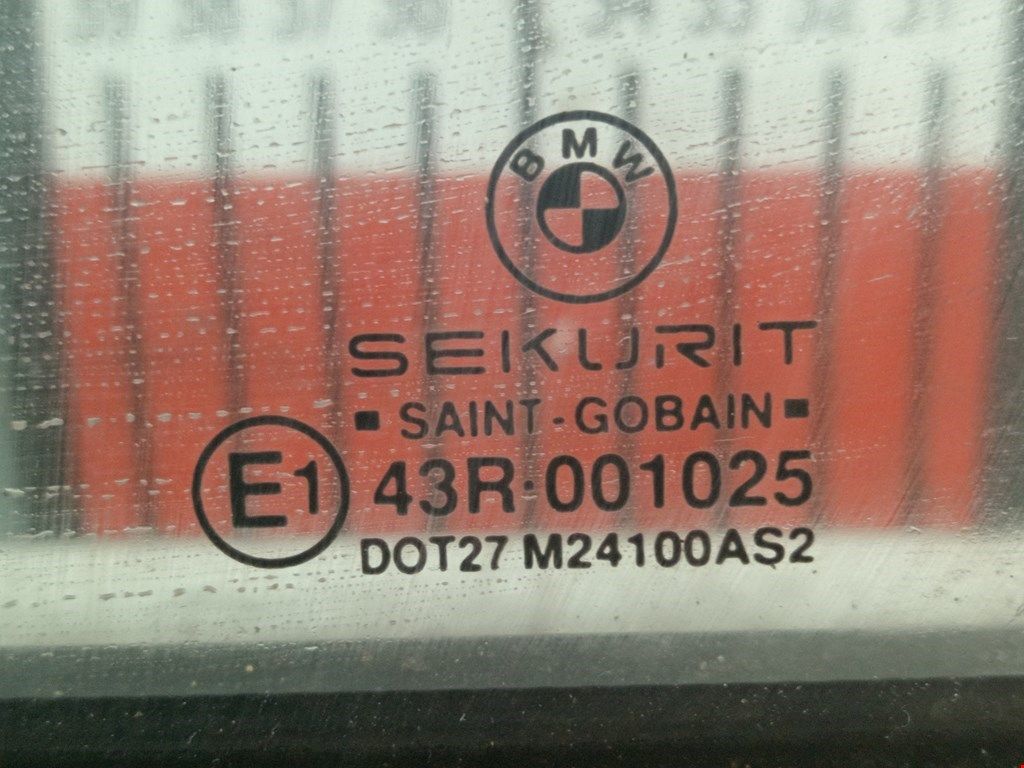 BMW
SEKURIT
▪ SAINT-GOBAIN ▪
E1 43R·001025
DOT27 M24100AS2